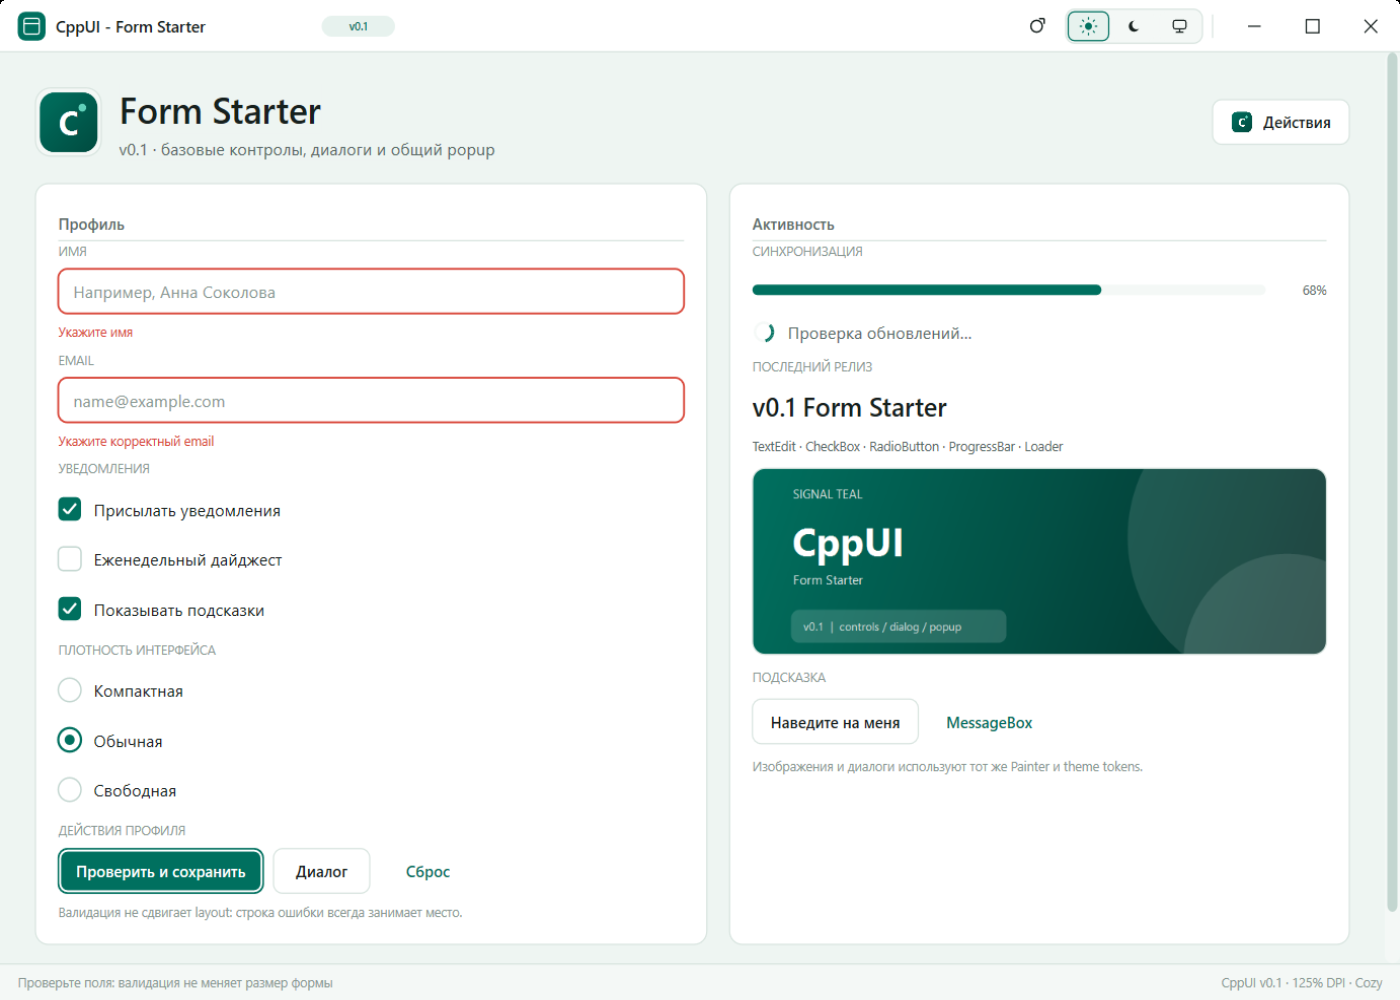 CppUI - Form Starter
v0.1
C
Form Starter
v0.1 · базовые контролы, диалоги и общий popup
C
Действия
Профиль
ИМЯ
Например, Анна Соколова
Укажите имя
EMAIL
name@example.com
Укажите корректный email
УВЕДОМЛЕНИЯ
Присылать уведомления
Еженедельный дайджест
Показывать подсказки
ПЛОТНОСТЬ ИНТЕРФЕЙСА
Компактная
Обычная
Свободная
ДЕЙСТВИЯ ПРОФИЛЯ
Проверить и сохранить
Диалог
Сброс
Валидация не сдвигает layout: строка ошибки всегда занимает место.
Активность
СИНХРОНИЗАЦИЯ
68%
Проверка обновлений...
ПОСЛЕДНИЙ РЕЛИЗ
v0.1 Form Starter
TextEdit · CheckBox · RadioButton · ProgressBar · Loader
SIGNAL TEAL
CppUI
Form Starter
v0.1 | controls / dialog / popup
ПОДСКАЗКА
Наведите на меня
MessageBox
Изображения и диалоги используют тот же Painter и theme tokens.
Проверьте поля: валидация не меняет размер формы
CppUI v0.1 · 125% DPI · Cozy